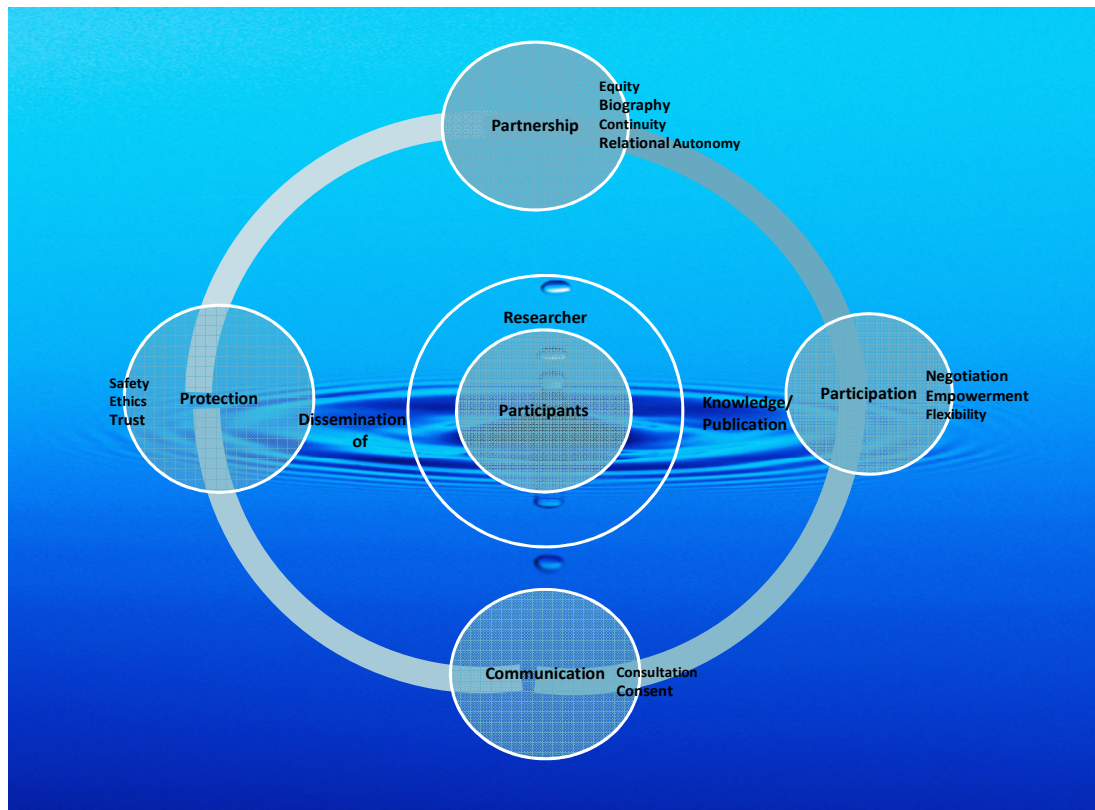 Partnership
Equity
Biography
Continuity
Relational Autonomy
Researcher
Participants
Safety
Ethics
Trust
Protection
Dissemination
of
Knowledge/
Publication
Participation
Negotiation
Empowerment
Flexibility
Communication
Consultation
Consent